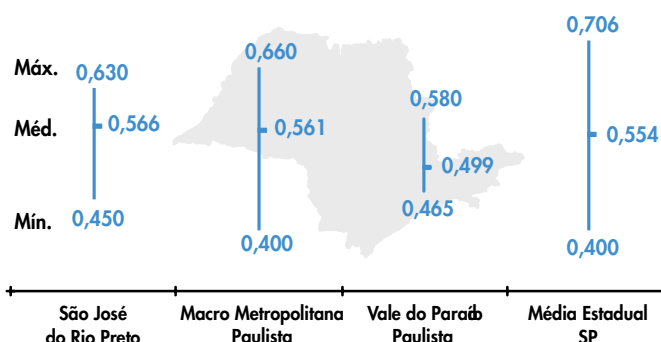 0,706
Máx.
0,630
0,660
0,580
Méd.
0,566
0,561
0,499
0,554
Mín.
0,450
0,400
0,465
0,400
São José
do Rio Preto
Macro Metropolitana
Paulista
Vale do Paraíb
Paulista
Média Estadual
SP